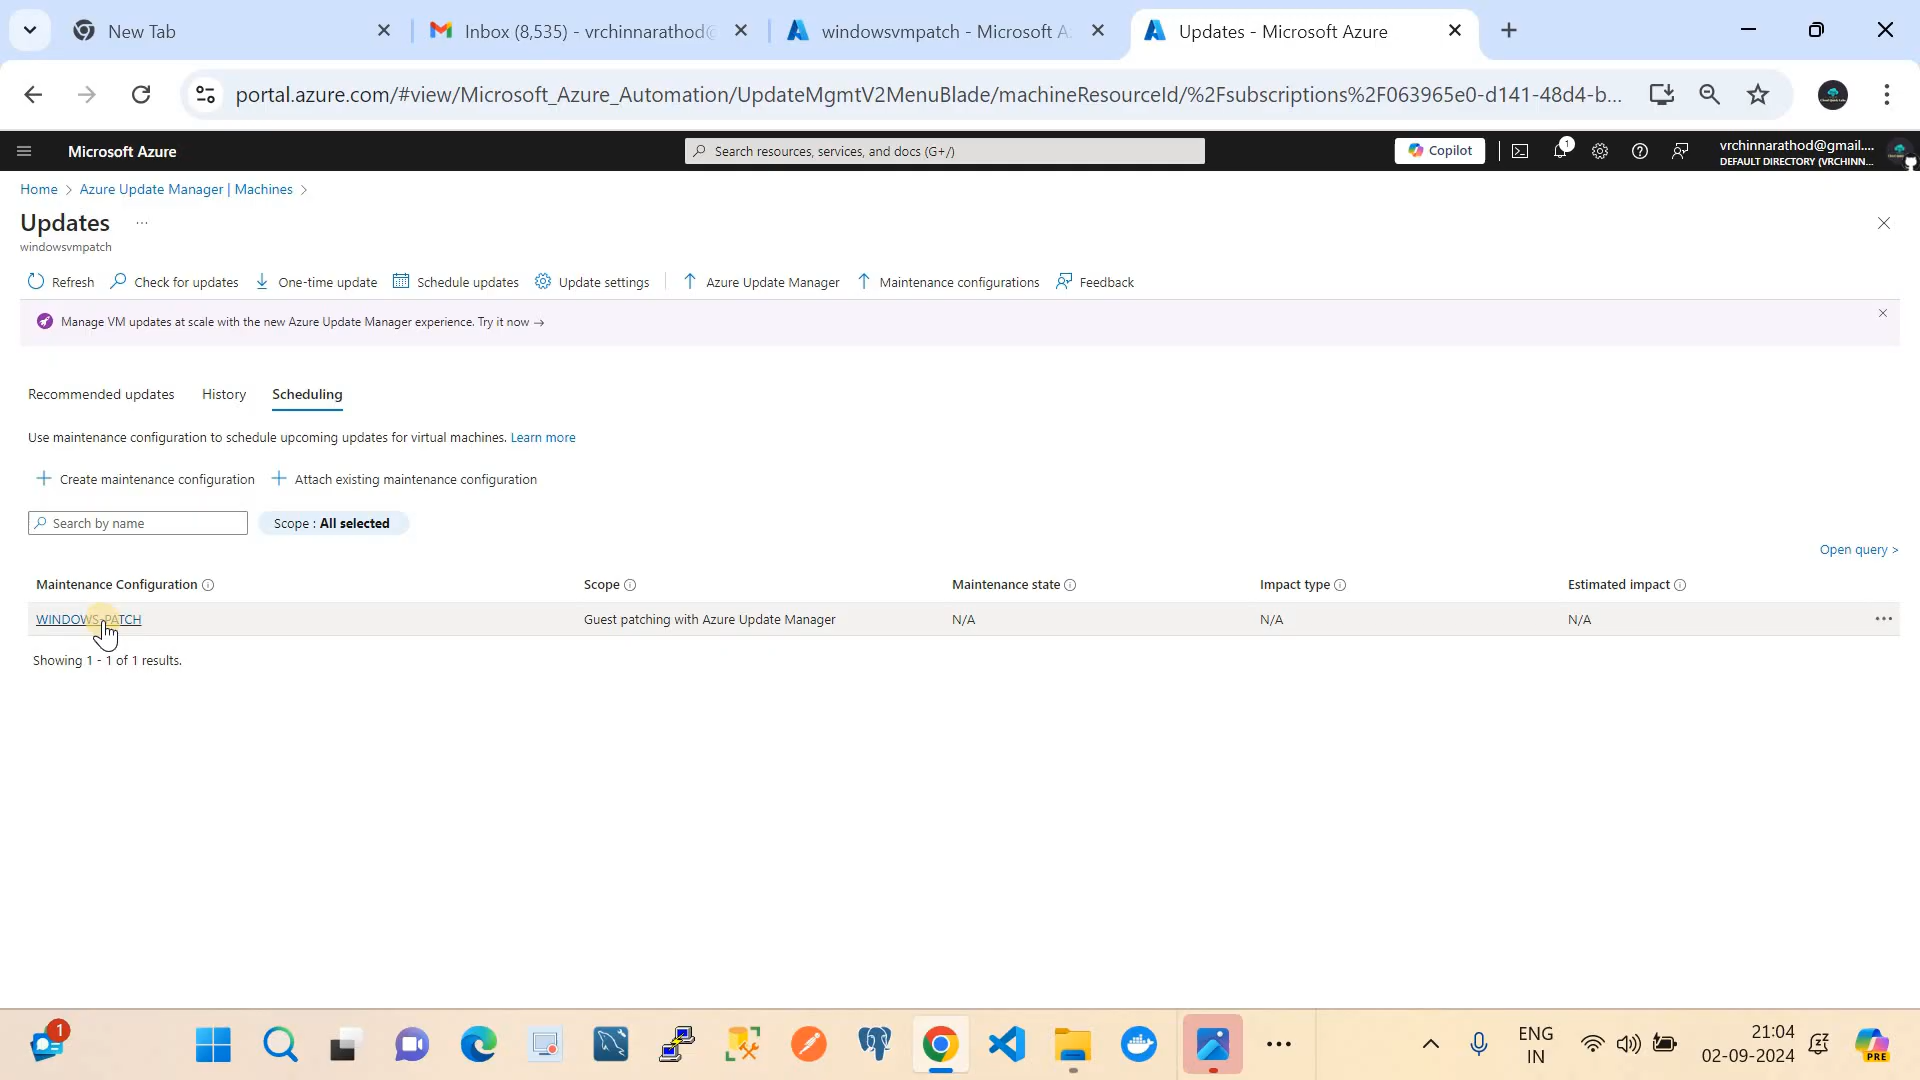 New Tab
Inbox (8,535) - vrchinnarathod@
windowsvmpatch - Microsoft A
Updates - Microsoft Azure
portal.azure.com/#view/Microsoft_Azure_Automation/UpdateMgmtV2MenuBlade/machineResourceId/%2Fsubscriptions%2F063965e0-d141-48d4-b...
Microsoft Azure
Search resources, services, and docs (G+/)
Copilot
1
vrchinnarathod@gmail....
DEFAULT DIRECTORY (VRCHINN...
Home > Azure Update Manager | Machines >
Updates ...
windowsvmpatch
Refresh Check for updates One-time update Schedule updates Update settings Azure Update Manager Maintenance configurations Feedback
Manage VM updates at scale with the new Azure Update Manager experience. Try it now →
Recommended updates History Scheduling
Use maintenance configuration to schedule upcoming updates for virtual machines. Learn more
+ Create maintenance configuration + Attach existing maintenance configuration
Search by name Scope : All selected
Open query >
Maintenance Configuration Scope Maintenance state Impact type Estimated impact
WINDOWS-PATCH Guest patching with Azure Update Manager N/A N/A N/A ...
Showing 1 - 1 of 1 results.
1
ENG
IN
21:04
02-09-2024
PRE